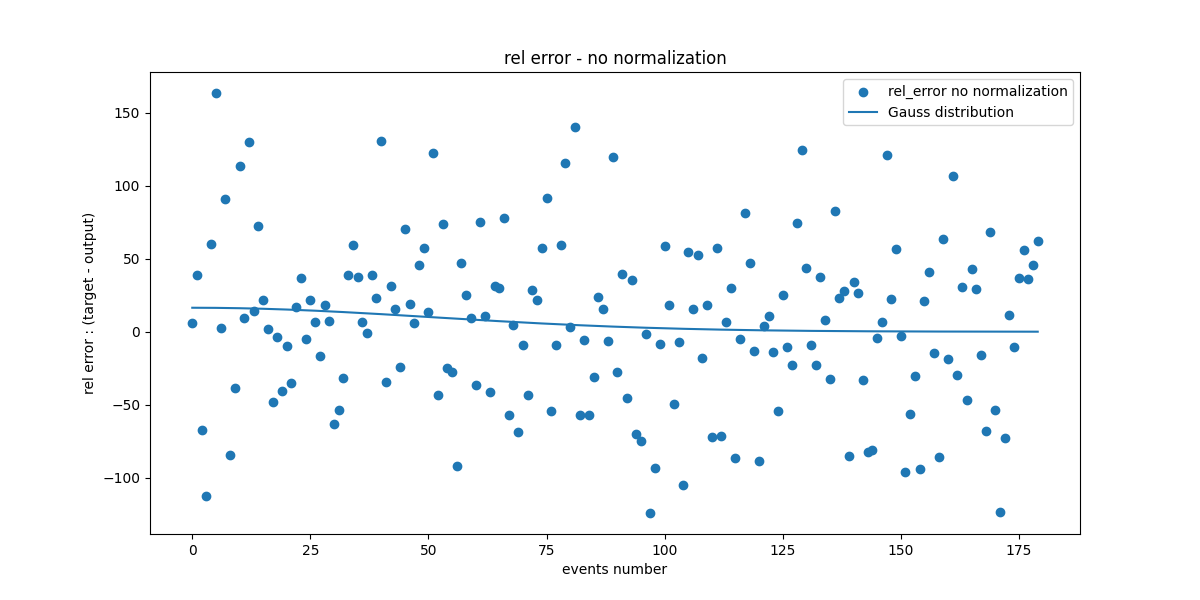 rel error - no normalization
rel_error no normalization
Gauss distribution
rel error : (target - output)
150
100
50
0
−50
−100
0 25 50 75 100 125 150 175
events number